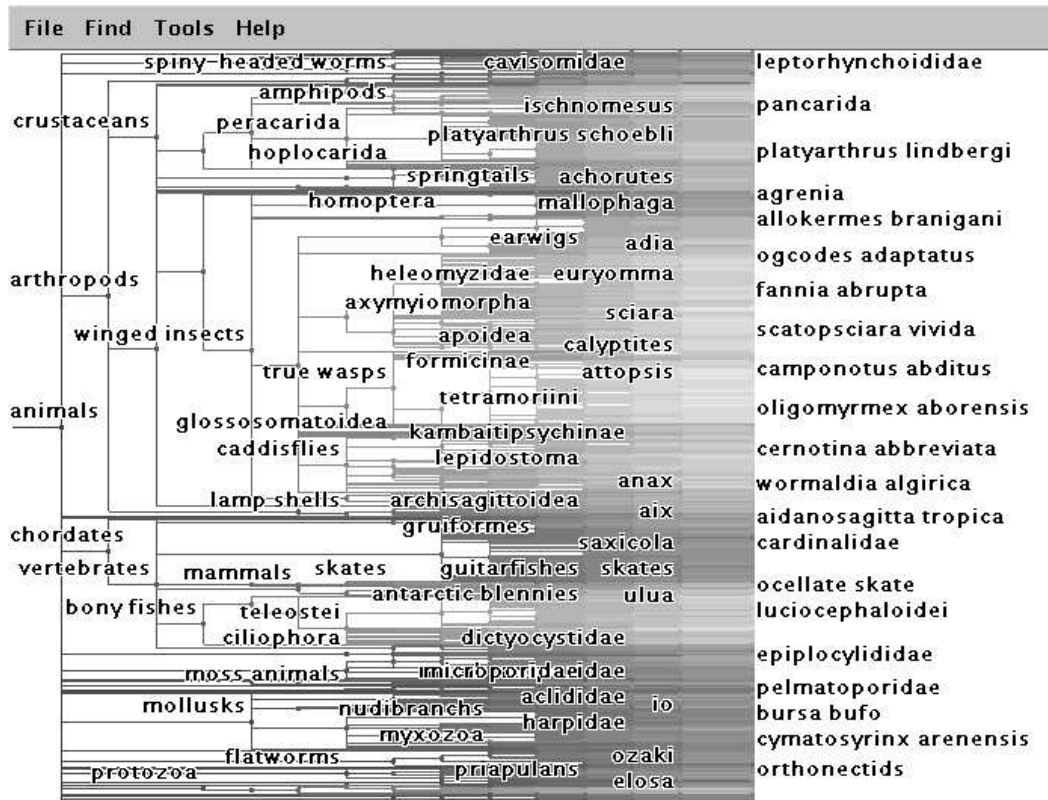 File Find Tools Help
spiny-headed worms cavisomidae leptorhynchoididae
amphipods ischnomesus pancarida
crustaceans peracarida platyarthrus schoebli
hoplocarida platyarthrus lindbergi
springtails achorutes
homoptera mallophaga agrenia
allokermes branigani
earwigs adia
ogcodes adaptatus
arthropods heleomyzidae euryomma
fannia abrupta
axymyiomorpha sciara
winged insects apoidea calyptites scatopsciara vivida
true wasps formicinae attopsis camponotus abditus
tetramoriini
animals oligomyrmex aborensis
glossosomatoidea kambaitipsychinae
caddisflies lepidostoma cernotina abbreviata
anax wormaldia algirica
lamp shells archisagittoidea aix
aidanosagitta tropica
chordates gruiformes
saxicola cardinalidae
vertebrates mammals skates guitarfishes skates
ocellate skate
antarctic blennies ulua
bony fishes teleostei luciocephaloidei
ciliophora dictyocystidae
epiplocylididae
moss animals
pelmatoporidae
mollusks nudibranchs aclididae io
bursa bufo
harpidae
myxozoa cymatosyrinx arenensis
flatworms ozaki
protozoa priapulans orthonectids
elosa